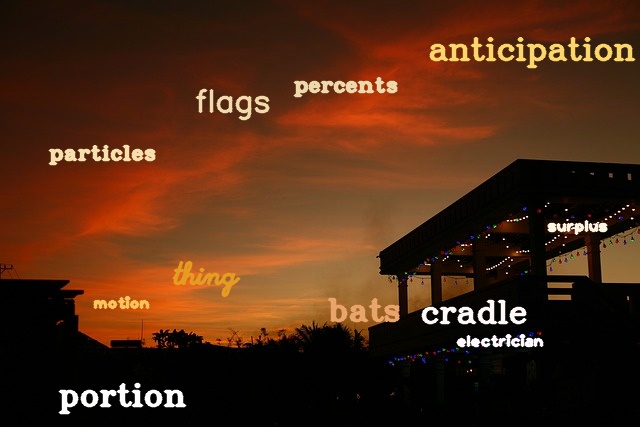 anticipation
percents
flags
particles
surplus
thing
motion
bats
cradle
electrician
portion